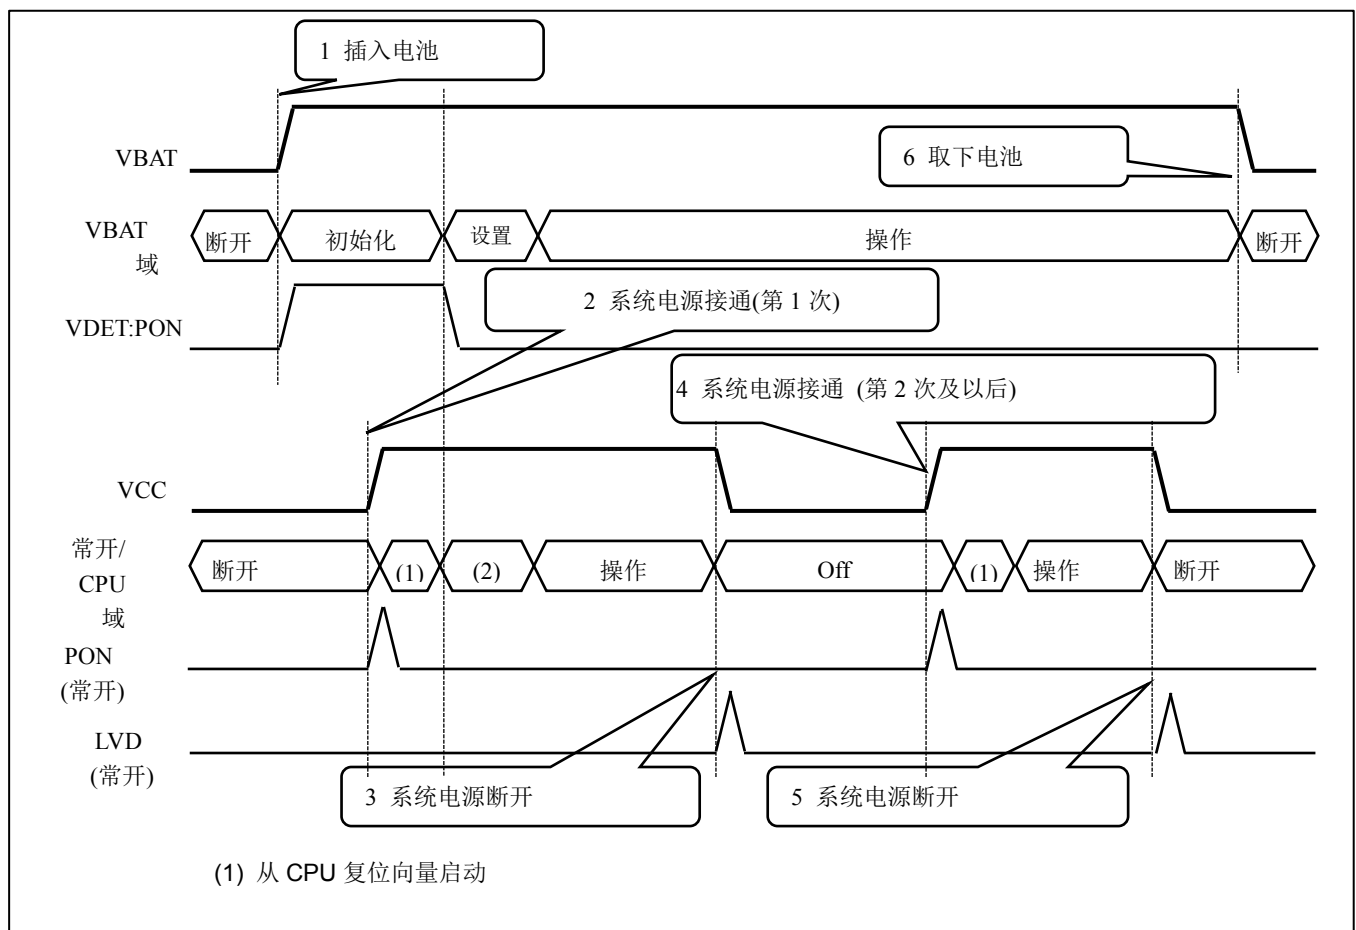 1 插入电池
VBAT
6 取下电池
VBAT
域
断开
初始化
设置
操作
断开
2 系统电源接通(第 1 次)
VDET:PON
4 系统电源接通 (第 2 次及以后)
VCC
常开/
CPU
域
断开
(1)
(2)
操作
Off
(1)
操作
断开
PON
(常开)
LVD
(常开)
3 系统电源断开
5 系统电源断开
(1) 从 CPU 复位向量启动